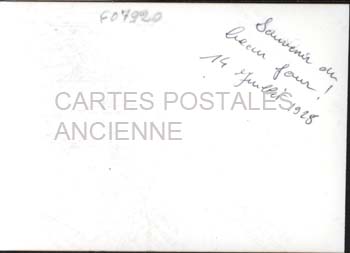 F07920
Souvenir du
beau jour!
14 Juillet 1928
CARTES POSTALES
ANCIENNE